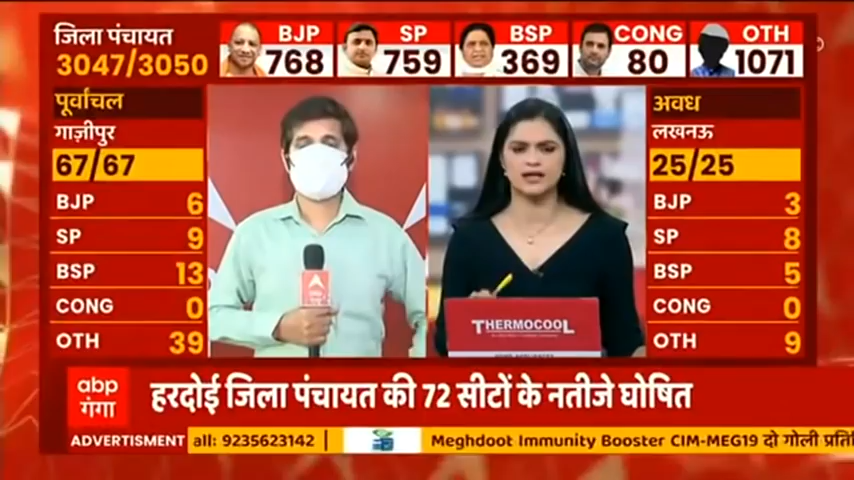 जिला पंचायत
3047/3050
BJP
768
SP
759
BSP
369
CONG
80
OTH
1071
पूर्वांचल
गाज़ीपुर
67/67
BJP 6
SP 9
BSP 13
CONG 0
OTH 39
THERMOCOOL
अवध
लखनऊ
25/25
BJP 3
SP 8
BSP 5
CONG 0
OTH 9
abp
गंगा
हरदोई जिला पंचायत की 72 सीटों के नतीजे घोषित
ADVERTISMENT all: 9235623142 | Meghdoot Immunity Booster CIM-MEG19 दो गोली प्रति